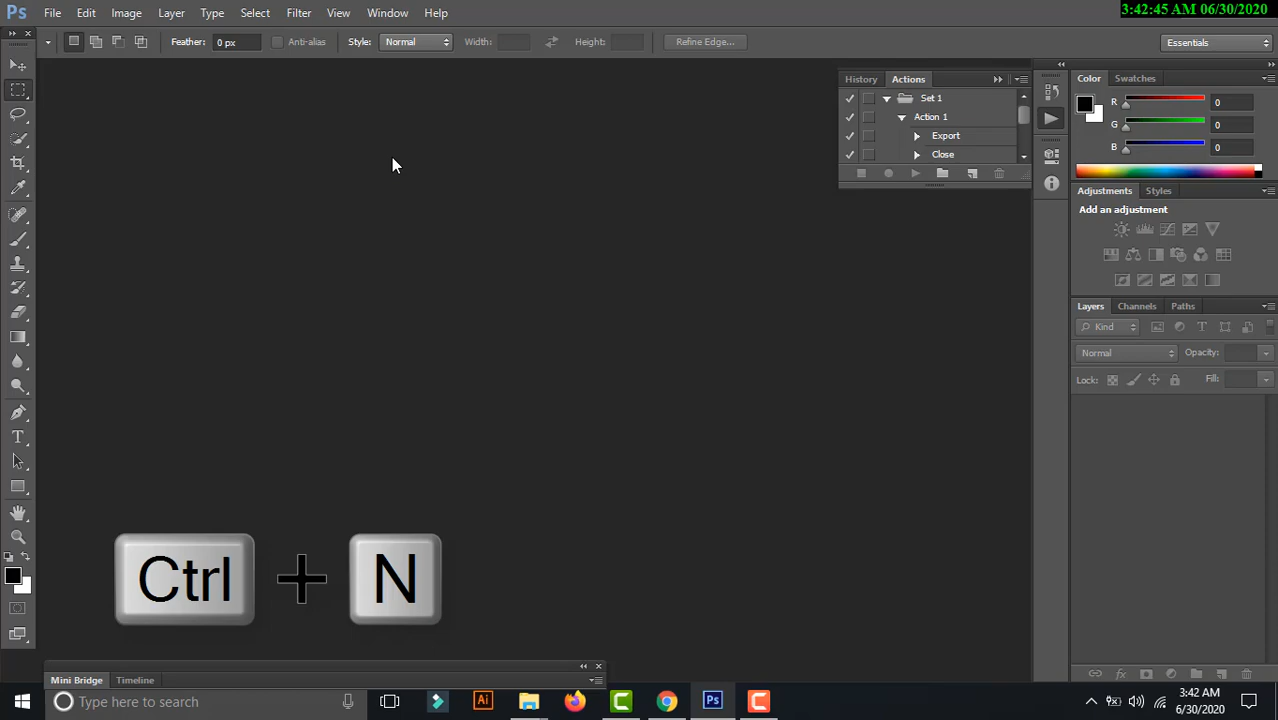 3:42:45 AM 06/30/2020
Ps File Edit Image Layer Type Select Filter View Window Help
Feather: 0 px Anti-alias Style: Normal Width: Height: Refine Edge... Essentials
History Actions
Set 1
Action 1
Export
Close
Color Swatches
R 0
G 0
B 0
Adjustments Styles
Add an adjustment
Layers Channels Paths
Kind
Normal Opacity:
Lock: Fill:
Ctrl + N
Mini Bridge Timeline
Type here to search
Ai
Ps
3:42 AM
6/30/2020